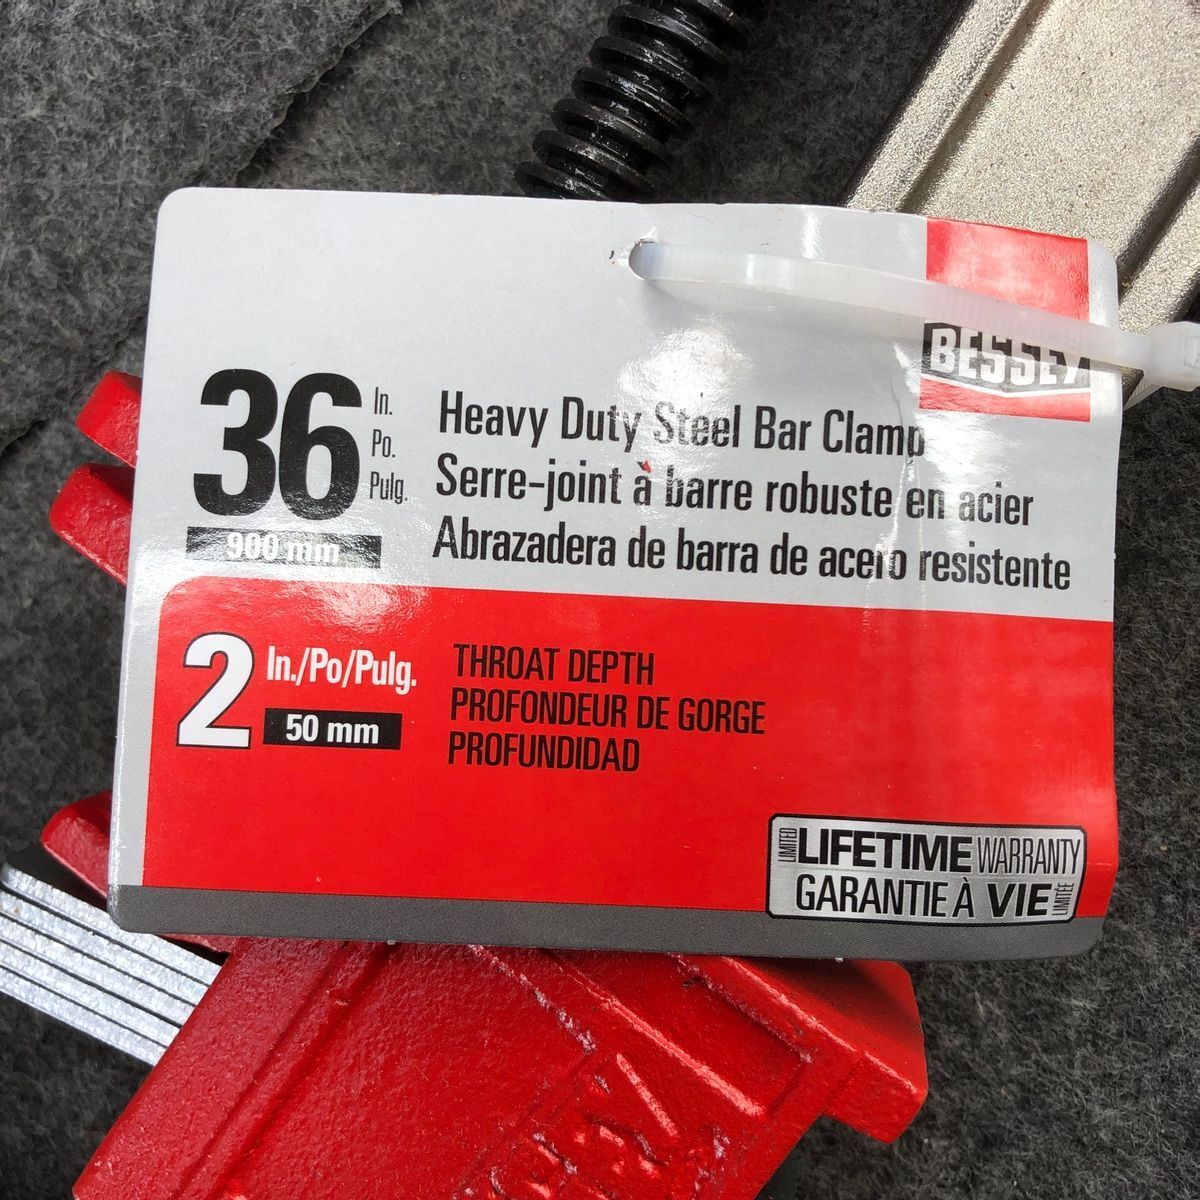 BESSEY
36 In.
Po.
Pulg.
900 mm
Heavy Duty Steel Bar Clamp
Serre-joint à barre robuste en acier
Abrazadera de barra de acero resistente
2 In./Po/Pulg.
50 mm
THROAT DEPTH
PROFONDEUR DE GORGE
PROFUNDIDAD
LIMITED LIFETIME WARRANTY
GARANTIE À VIE LIMITÉE